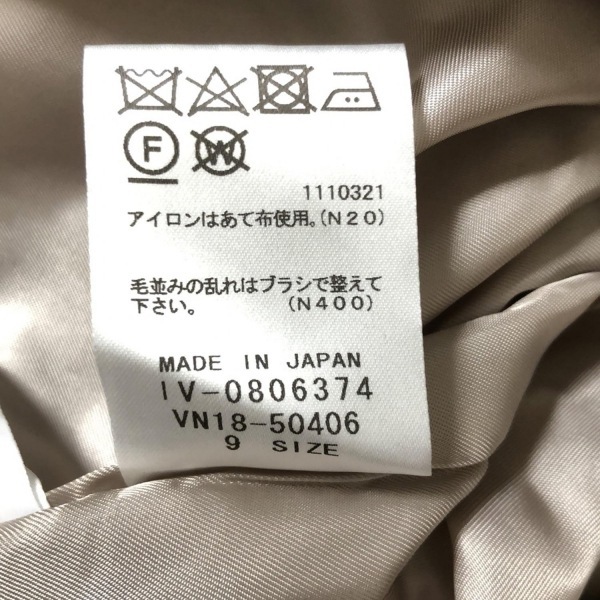 F W
1110321
アイロンはあて布使用。(N20)
毛並みの乱れはブラシで整えて
下さい。 (N400)
MADE IN JAPAN
IV-0806374
VN18-50406
9 SIZE